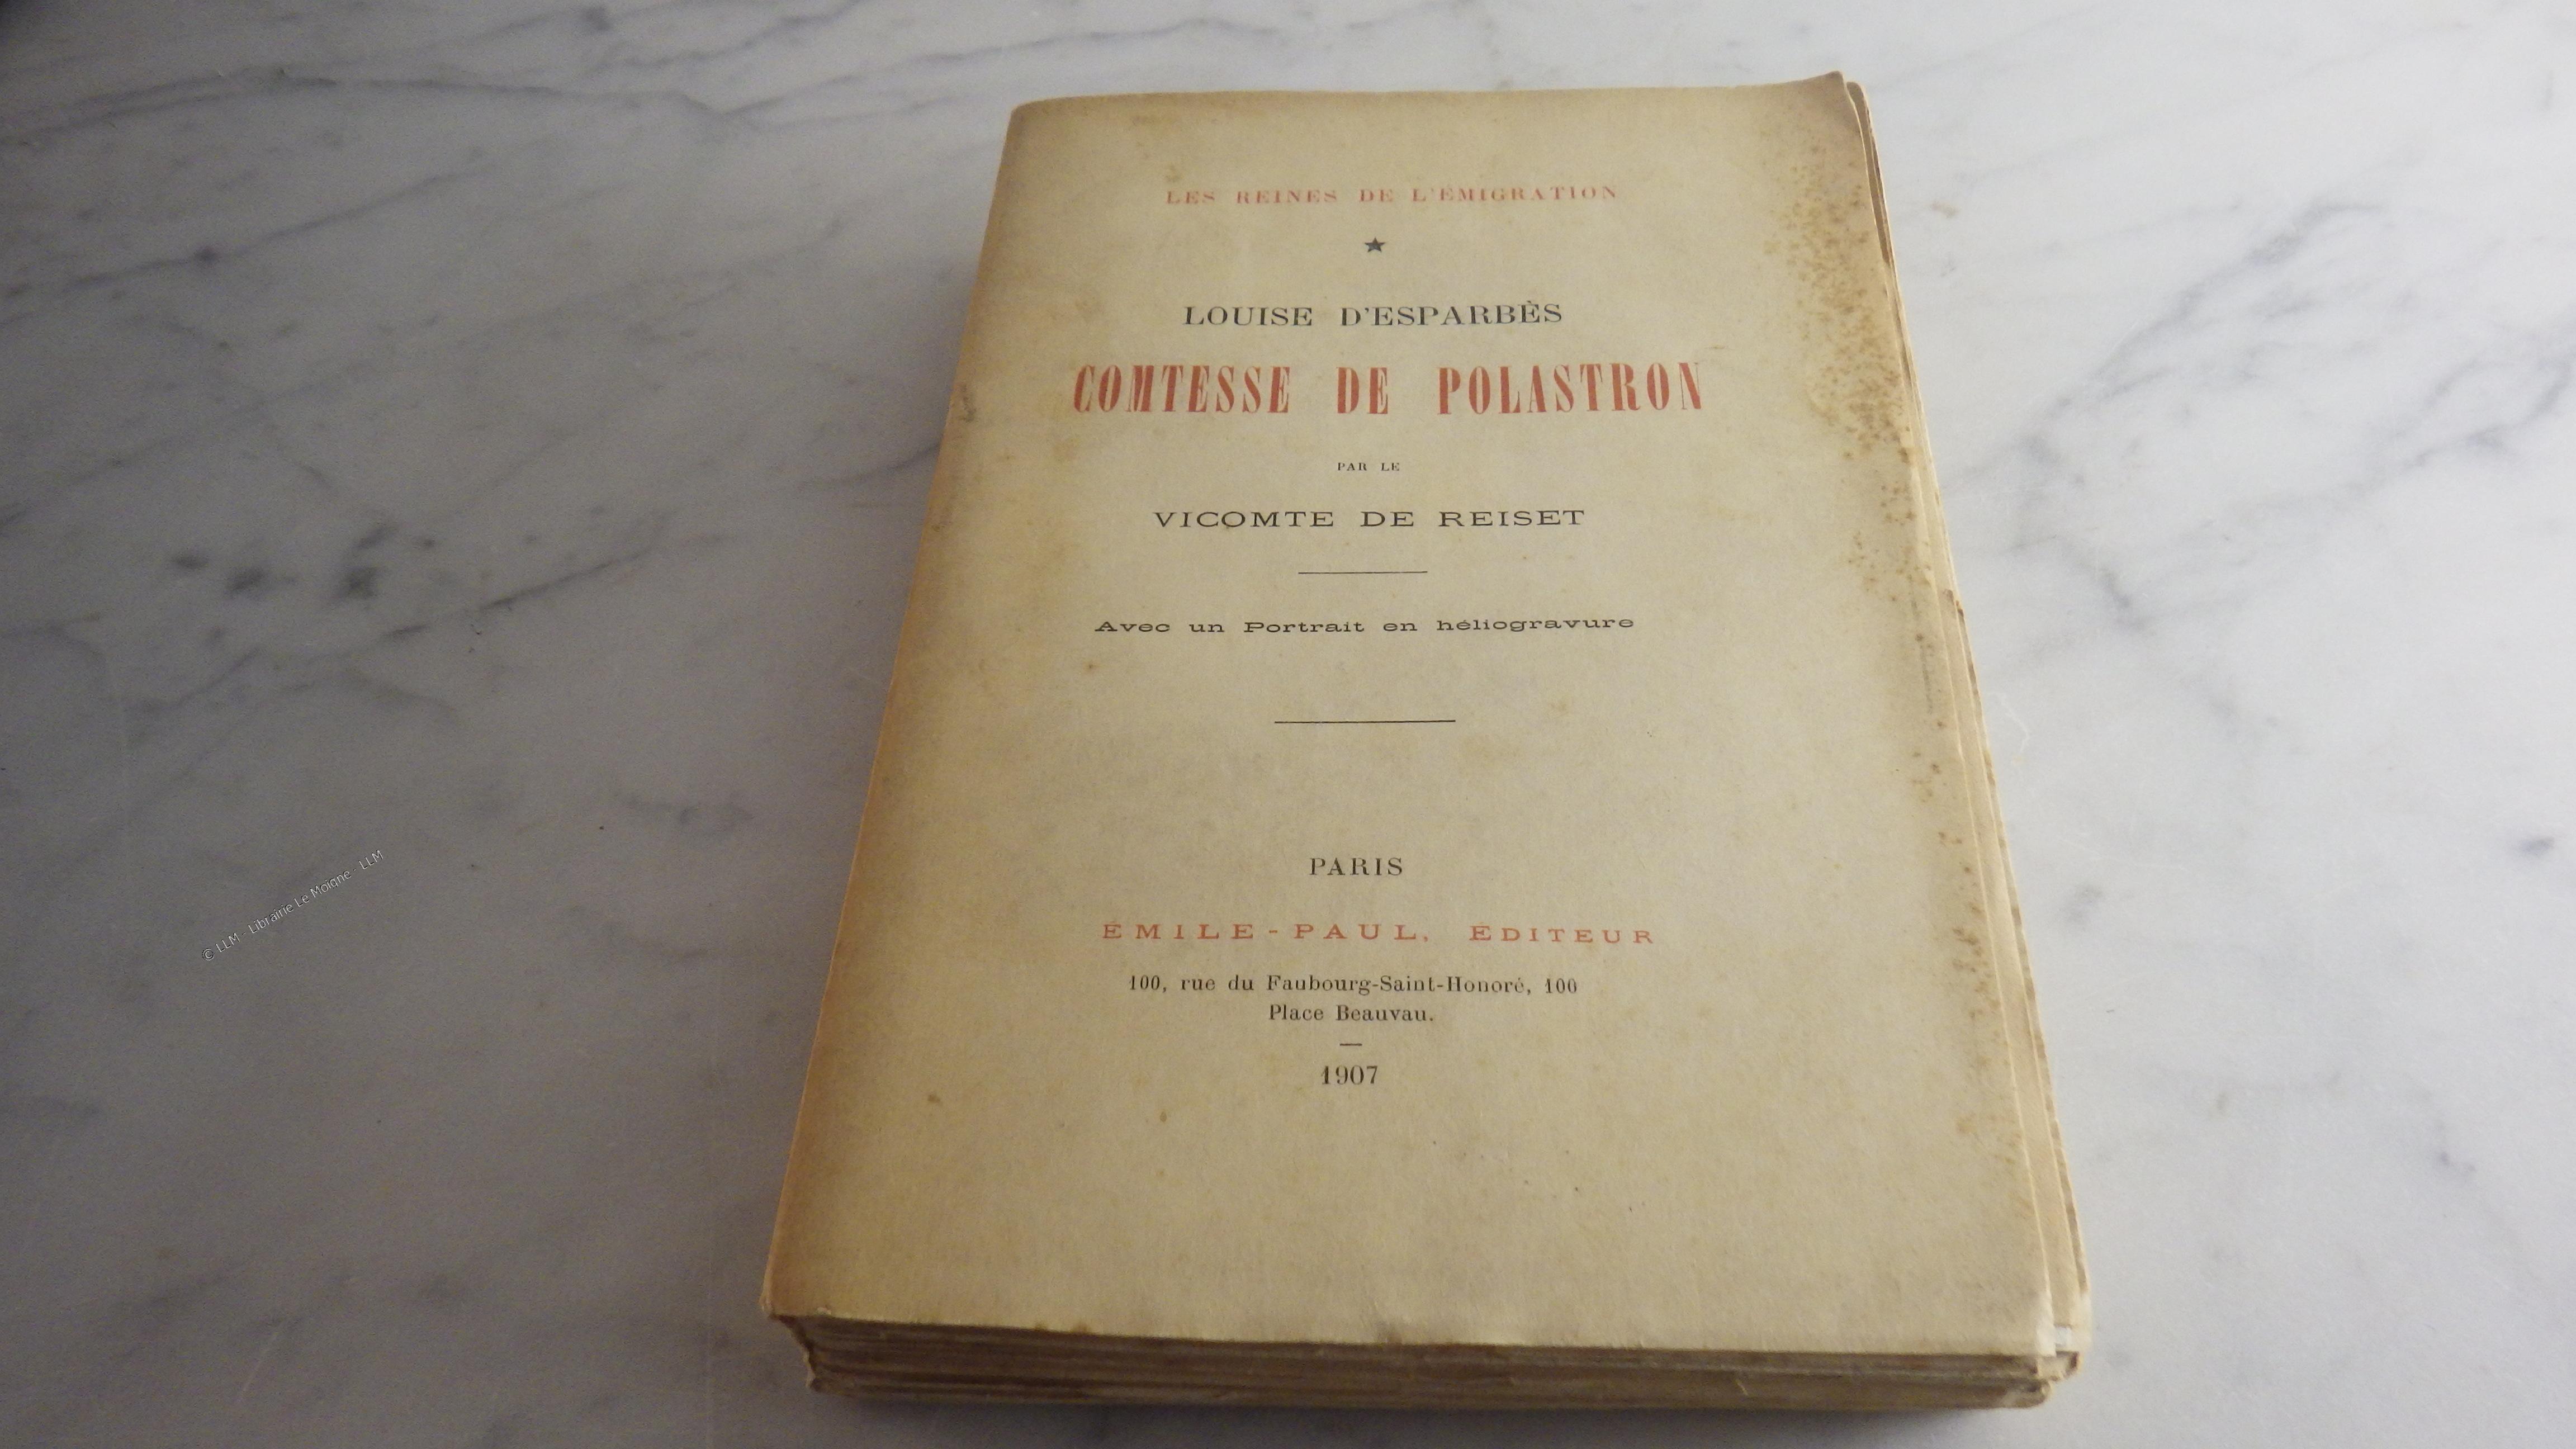 LES REINES DE L'ÉMIGRATION
LOUISE D'ESPARBÈS
COMTESSE DE POLASTRON
PAR LE
VICOMTE DE REISET
Avec un Portrait en héliogravure
PARIS
ÉMILE-PAUL, ÉDITEUR
100, rue du Faubourg-Saint-Honoré, 100
Place Beauvau.
1907
© LLM - Librairie Le Moigne - LLM